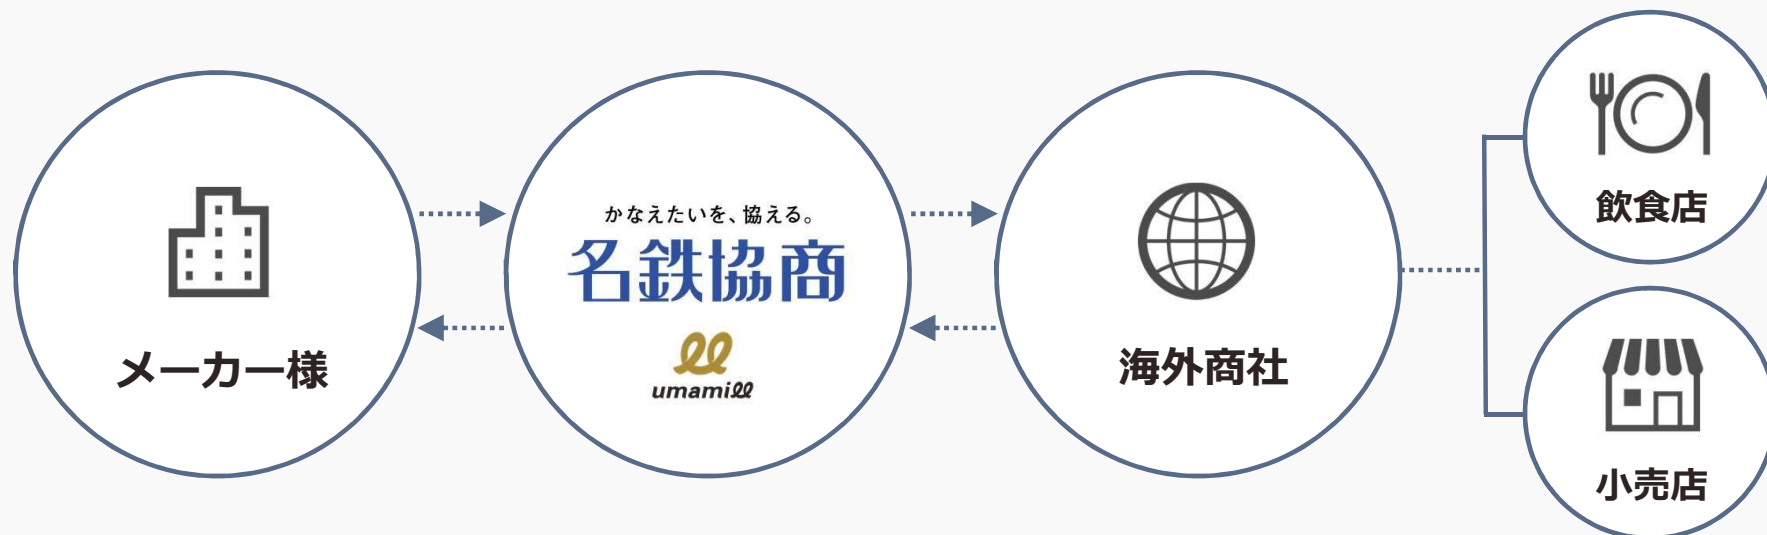 メーカー様
かなえたいを、協える。
名鉄協商
umamill
海外商社
飲食店
小売店